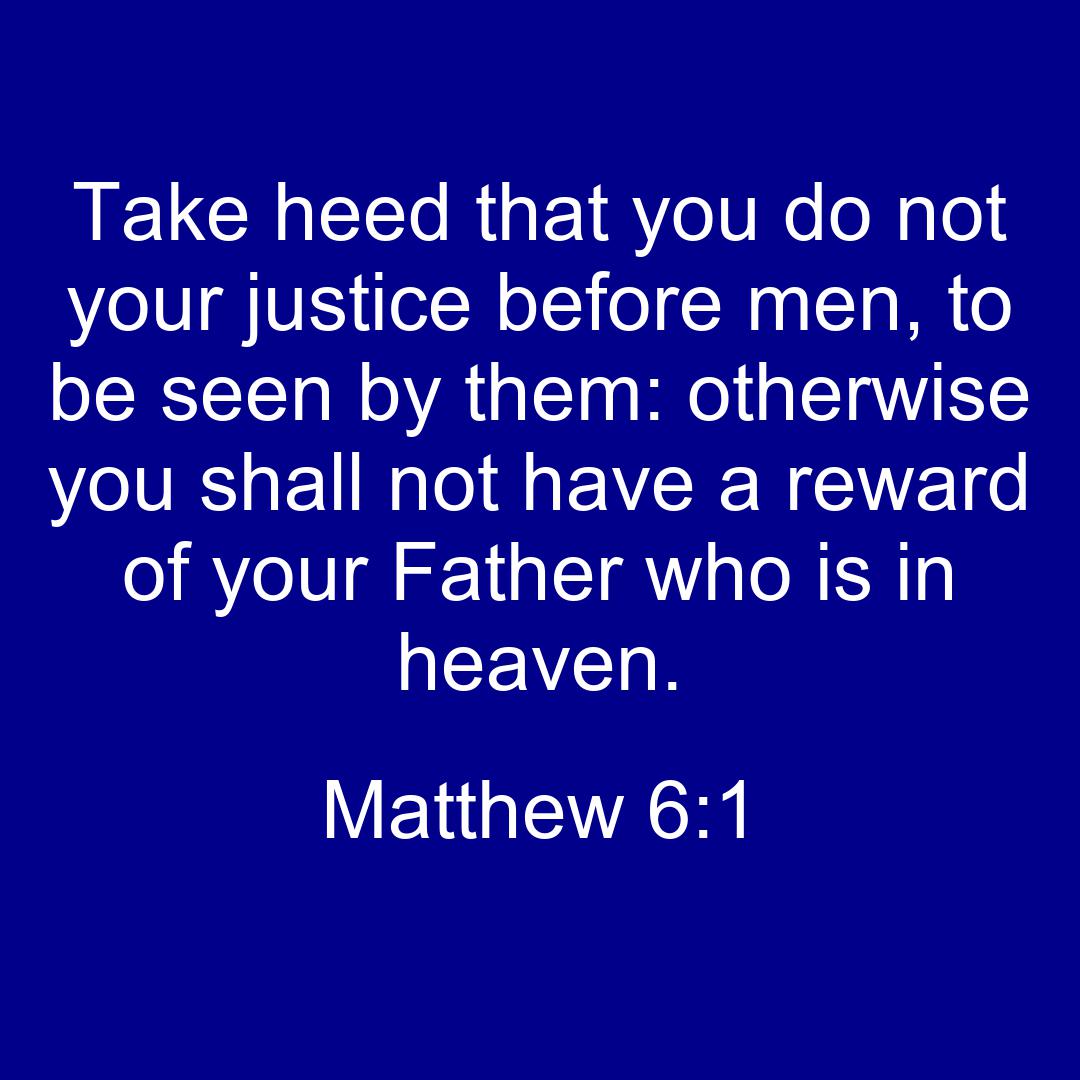 Take heed that you do not
your justice before men, to
be seen by them: otherwise
you shall not have a reward
of your Father who is in
heaven.
Matthew 6:1